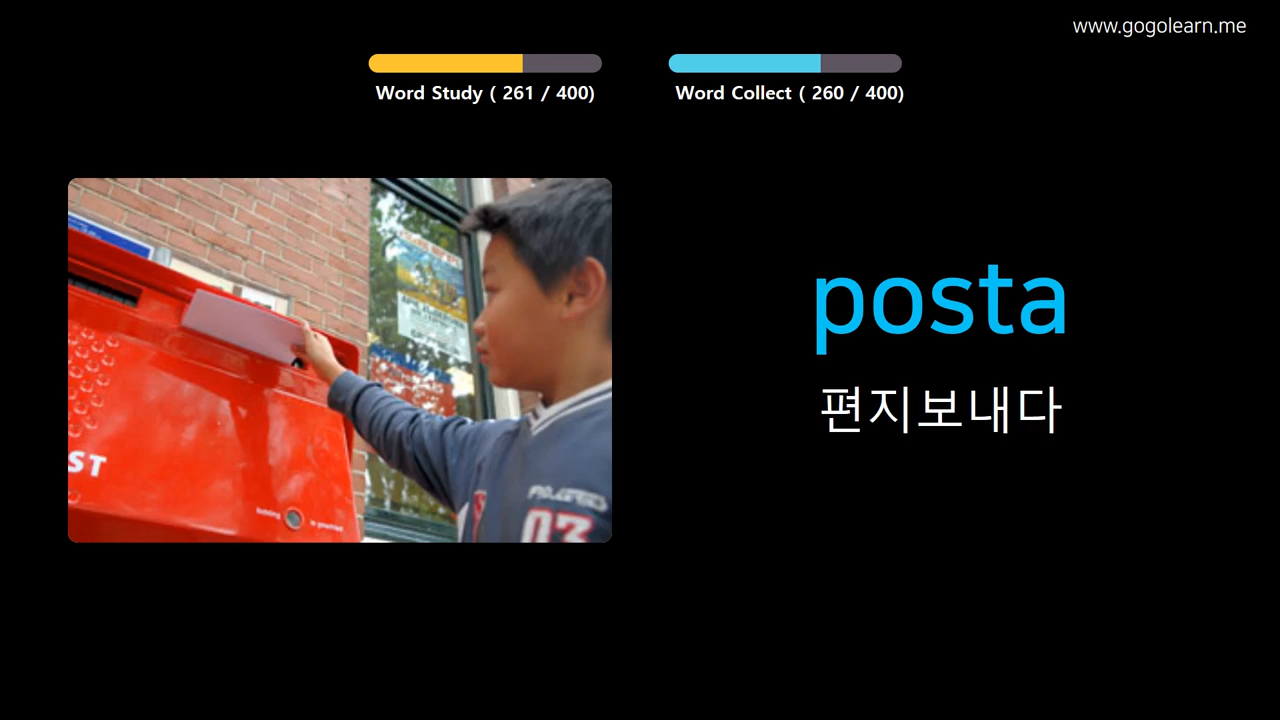 www.gogolearn.me
Word Study ( 261 / 400)
Word Collect ( 260 / 400)
ST
03
posta
편지보내다